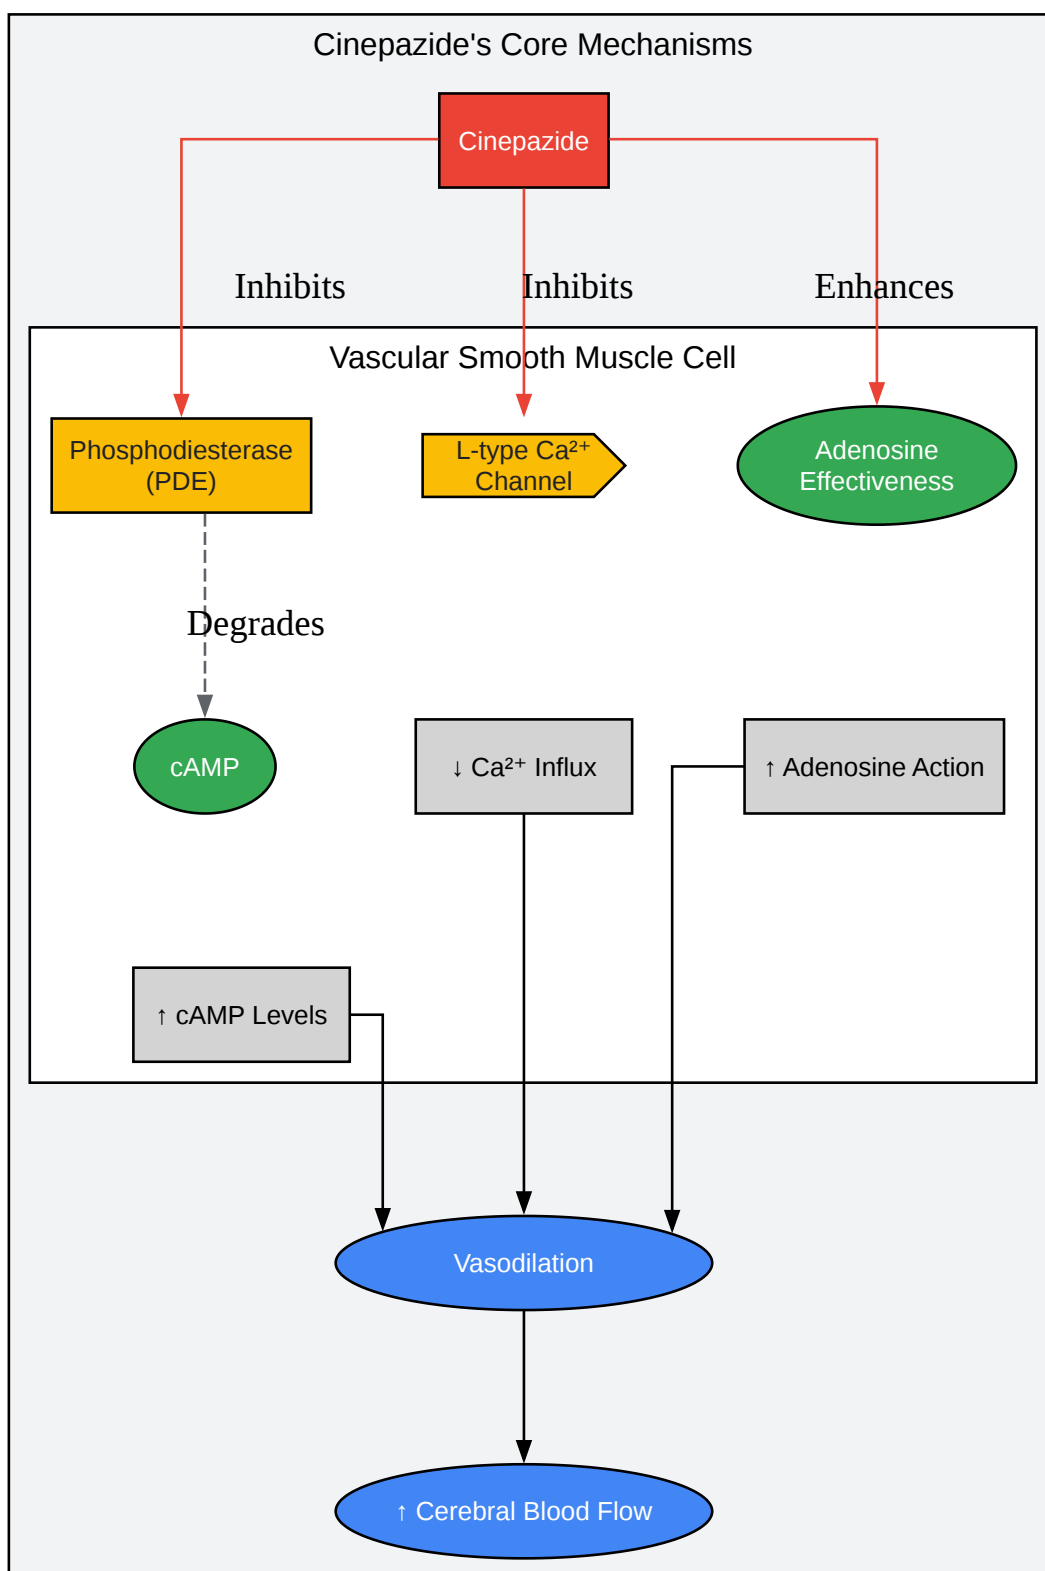 Cinepazide's Core Mechanisms
Cinepazide
Inhibits
Inhibits
Enhances
Vascular Smooth Muscle Cell
Phosphodiesterase
(PDE)
L-type Ca²⁺
Channel
Adenosine
Effectiveness
Degrades
cAMP
↓ Ca²⁺ Influx
↑ Adenosine Action
↑ cAMP Levels
Vasodilation
↑ Cerebral Blood Flow